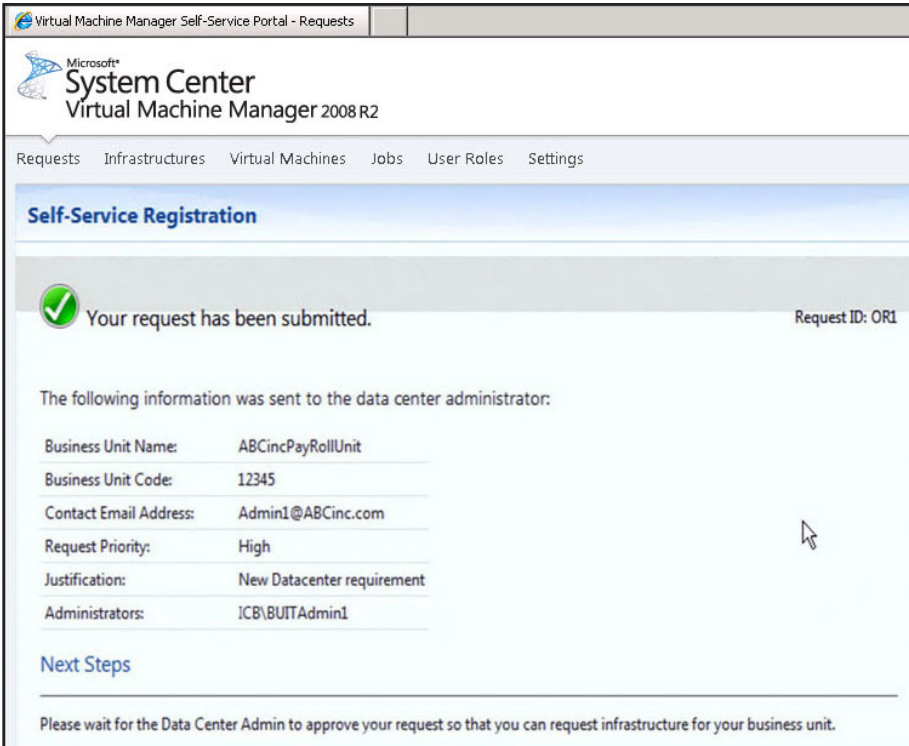 Virtual Machine Manager Self-Service Portal - Requests
Microsoft®
System Center
Virtual Machine Manager 2008 R2
Requests Infrastructures Virtual Machines Jobs User Roles Settings
Self-Service Registration
Your request has been submitted. Request ID: OR1
The following information was sent to the data center administrator:
Business Unit Name: ABCincPayRollUnit
Business Unit Code: 12345
Contact Email Address: Admin1@ABCinc.com
Request Priority: High
Justification: New Datacenter requirement
Administrators: ICB\BUITAdmin1
Next Steps
Please wait for the Data Center Admin to approve your request so that you can request infrastructure for your business unit.